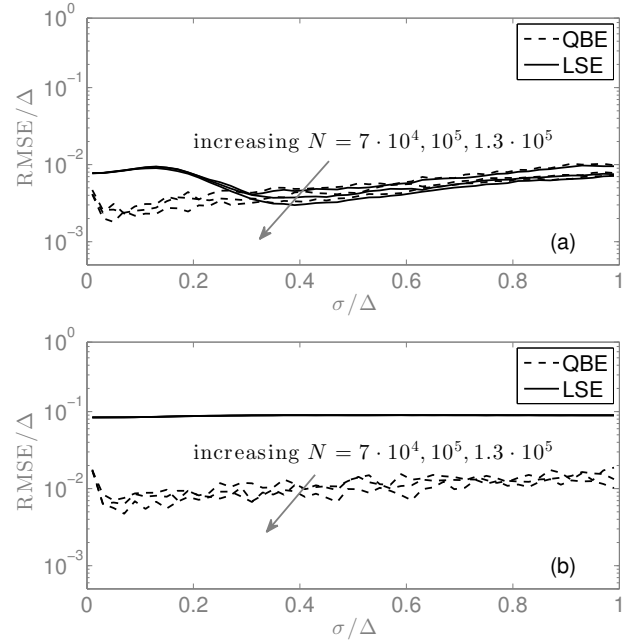 10^0
QBE
LSE
10^{-1}
RMSE/Δ
increasing N = 7 · 10^4, 10^5, 1.3 · 10^5
10^{-2}
10^{-3}
(a)
0 0.2 0.4 0.6 0.8 1
σ/Δ
10^0
QBE
LSE
10^{-1}
RMSE/Δ
increasing N = 7 · 10^4, 10^5, 1.3 · 10^5
10^{-2}
10^{-3}
(b)
0 0.2 0.4 0.6 0.8 1
σ/Δ